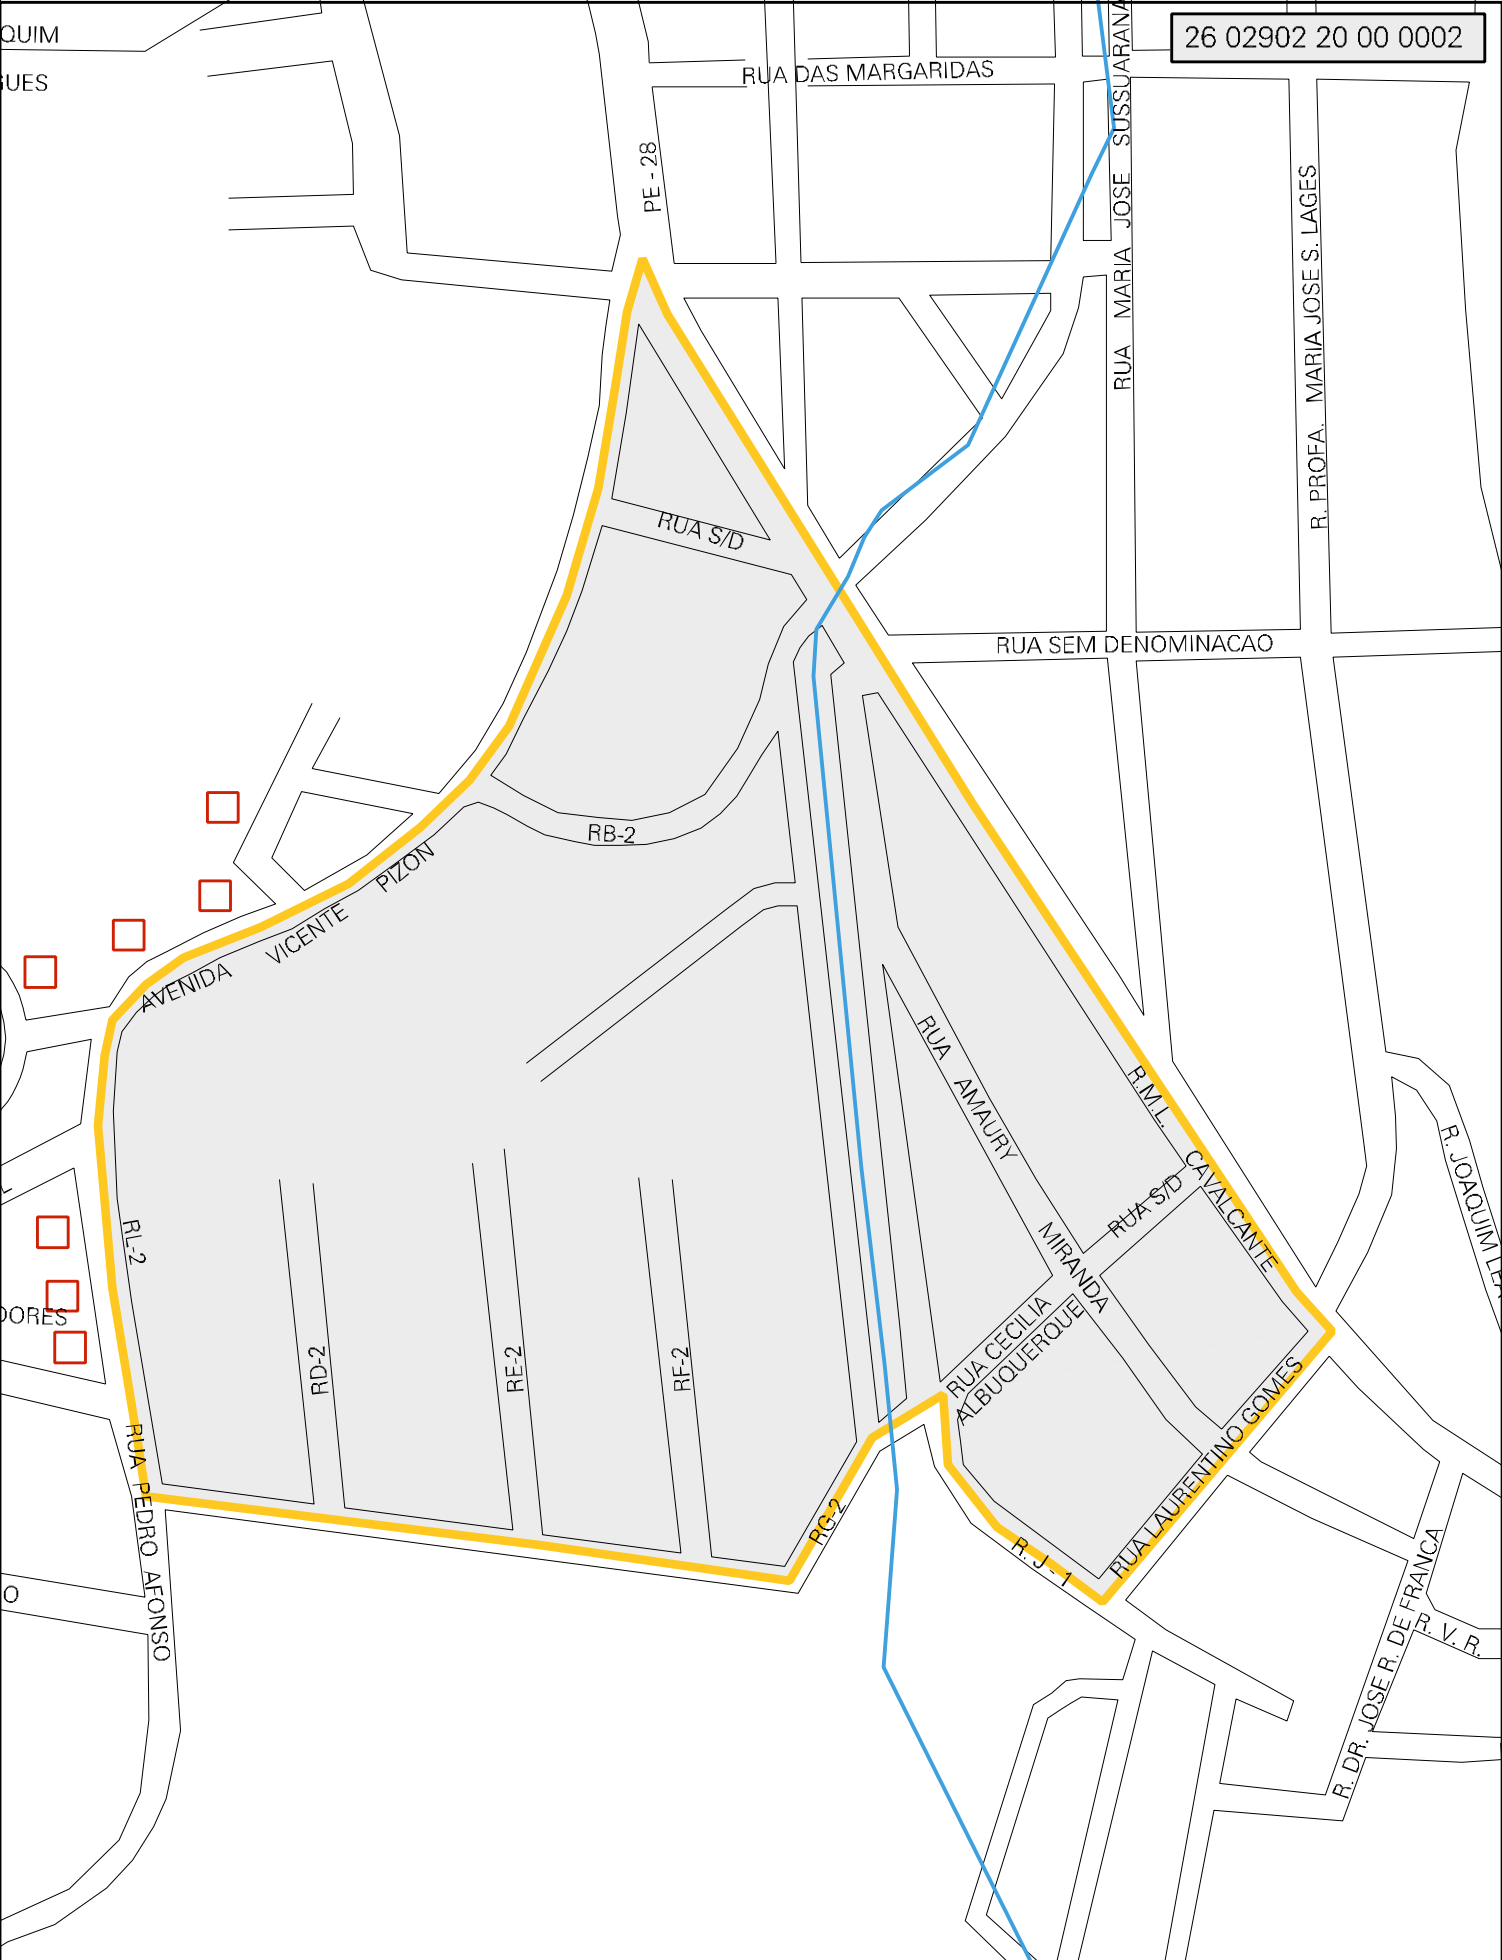 QUIM
26 02902 20 00 0002
GUES
RUA DAS MARGARIDAS
PE - 28
RUA MARIA JOSE SUSSUARANA
R. PROFA. MARIA JOSE S. LAGES
RUA S/D
RUA SEM DENOMINACAO
RB-2
AVENIDA VICENTE PIZON
RUA AMAURY MIRANDA
R.M.L. CAVALCANTE
RUA S/D
R. JOAQUIM LEA
RL-2
DORES
RD-2
RE-2
RF-2
RUA CECILIA
ALBUQUERQUE
RUA LAURENTINO GOMES
RUA PEDRO AFONSO
RG-2
R. J - 1
O
R. DR. JOSE R. DE FRANCA
R. V. R.